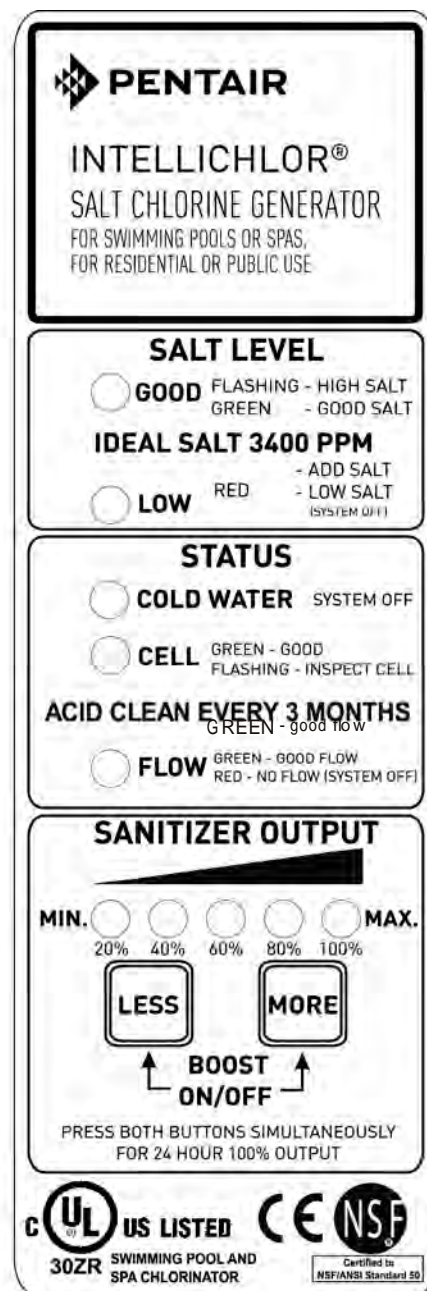 PENTAIR
INTELLICHLOR®
SALT CHLORINE GENERATOR
FOR SWIMMING POOLS OR SPAS,
FOR RESIDENTIAL OR PUBLIC USE
SALT LEVEL
GOOD FLASHING - HIGH SALT
GREEN - GOOD SALT
IDEAL SALT 3400 PPM
- ADD SALT
LOW RED - LOW SALT
(SYSTEM OFF)
STATUS
COLD WATER SYSTEM OFF
CELL GREEN - GOOD
FLASHING - INSPECT CELL
ACID CLEAN EVERY 3 MONTHS
GREEN - good flow
FLOW GREEN - GOOD FLOW
RED - NO FLOW (SYSTEM OFF)
SANITIZER OUTPUT
MIN. MAX.
20% 40% 60% 80% 100%
LESS MORE
BOOST
ON/OFF
PRESS BOTH BUTTONS SIMULTANEOUSLY
FOR 24 HOUR 100% OUTPUT
C UL ® US LISTED CE NSF®
30ZR SWIMMING POOL AND
SPA CHLORINATOR
Certified to
NSF/ANSI Standard 50